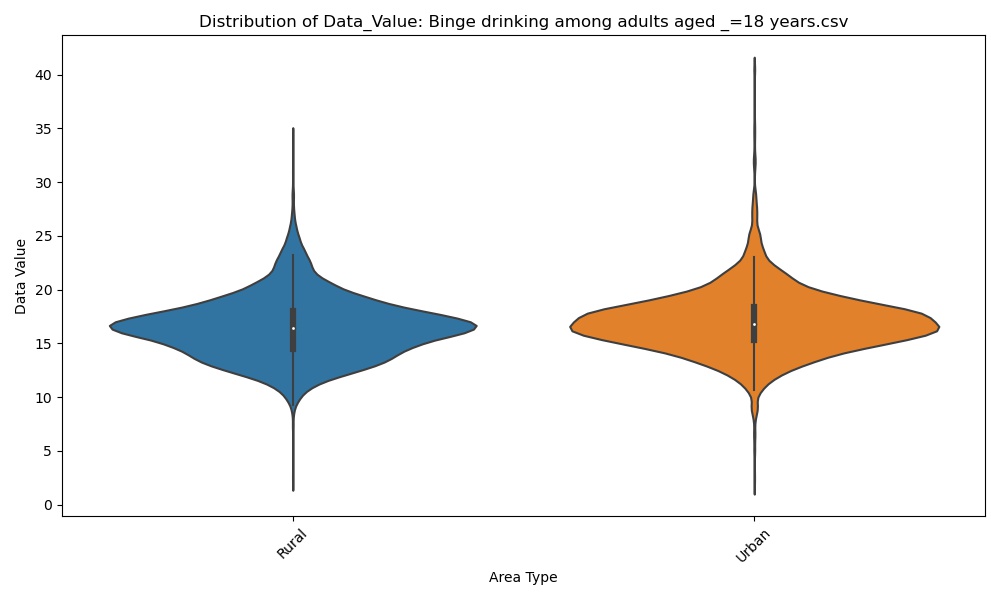 Distribution of Data_Value: Binge drinking among adults aged _=18 years.csv
40
35
30
25
20
15
10
5
0
Data Value
Rural
Urban
Area Type